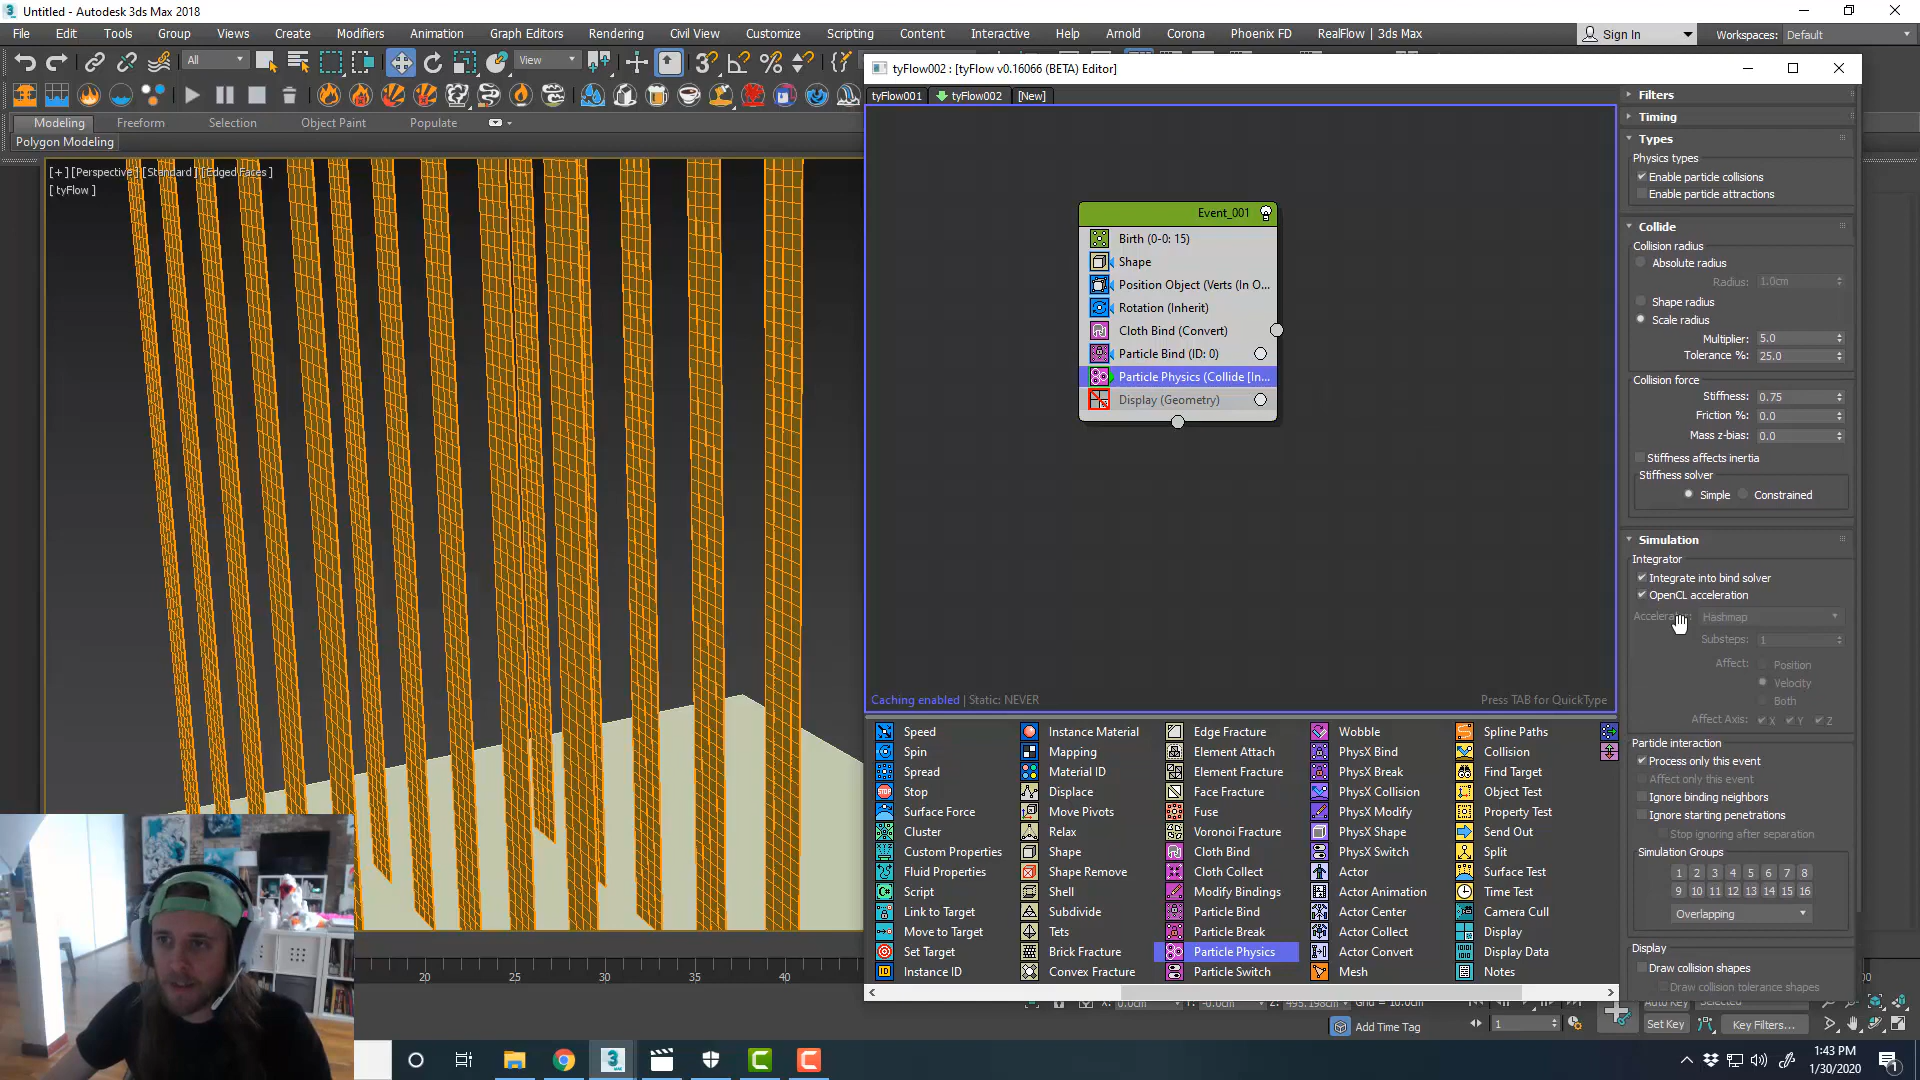 Untitled - Autodesk 3ds Max 2018
File Edit Tools Group Views Create Modifiers Animation Graph Editors Rendering Civil View Customize Scripting Content Interactive Help Arnold Corona Phoenix FD RealFlow | 3ds Max
Sign In
Workspaces: Default
All
View
Modeling Freeform Selection Object Paint Populate
Polygon Modeling
[+] [Perspective] [Standard] [Edged Faces]
[ tyFlow ]
tyFlow002 : [tyFlow v0.16066 (BETA) Editor]
tyFlow001 tyFlow002 [New]
Event_001
Birth (0-0: 15)
Shape
Position Object (Verts (In O...
Rotation (Inherit)
Cloth Bind (Convert)
Particle Bind (ID: 0)
Particle Physics (Collide [In...
Display (Geometry)
Caching enabled | Static: NEVER
Press TAB for QuickType
Filters
Timing
Types
Physics types
Enable particle collisions
Enable particle attractions
Collide
Collision radius
Absolute radius
Radius: 1.0cm
Shape radius
Scale radius
Multiplier: 5.0
Tolerance %: 25.0
Collision force
Stiffness: 0.75
Friction %: 0.0
Mass z-bias: 0.0
Stiffness affects inertia
Stiffness solver
Simple Constrained
Simulation
Integrator
Integrate into bind solver
OpenCL acceleration
Hashmap
Substeps: 1
Affect: Position
Velocity
Both
Affect Axis: X Y Z
Particle interaction
Process only this event
Affect only this event
Ignore binding neighbors
Ignore starting penetrations
Stop ignoring after separation
Simulation Groups
1 2 3 4 5 6 7 8
9 10 11 12 13 14 15 16
Overlapping
Display
Draw collision shapes
Draw collision tolerance shapes
Speed Instance Material Edge Fracture Wobble Spline Paths
Spin Mapping Element Attach PhysX Bind Collision
Spread Material ID Element Fracture PhysX Break Find Target
Stop Displace Face Fracture PhysX Collision Object Test
Surface Force Move Pivots Fuse PhysX Modify Property Test
Cluster Relax Voronoi Fracture PhysX Shape Send Out
Custom Properties Shape Cloth Bind PhysX Switch Split
Fluid Properties Shape Remove Cloth Collect Actor Surface Test
Script Shell Modify Bindings Actor Animation Time Test
Link to Target Subdivide Particle Bind Actor Center Camera Cull
Move to Target Tets Particle Break Actor Collect Display
Set Target Brick Fracture Particle Physics Actor Convert Display Data
Instance ID Convex Fracture Particle Switch Mesh Notes
20 25 30 35 40
Add Time Tag
1
Auto Key Selected
Set Key Key Filters...
1:43 PM
1/30/2020